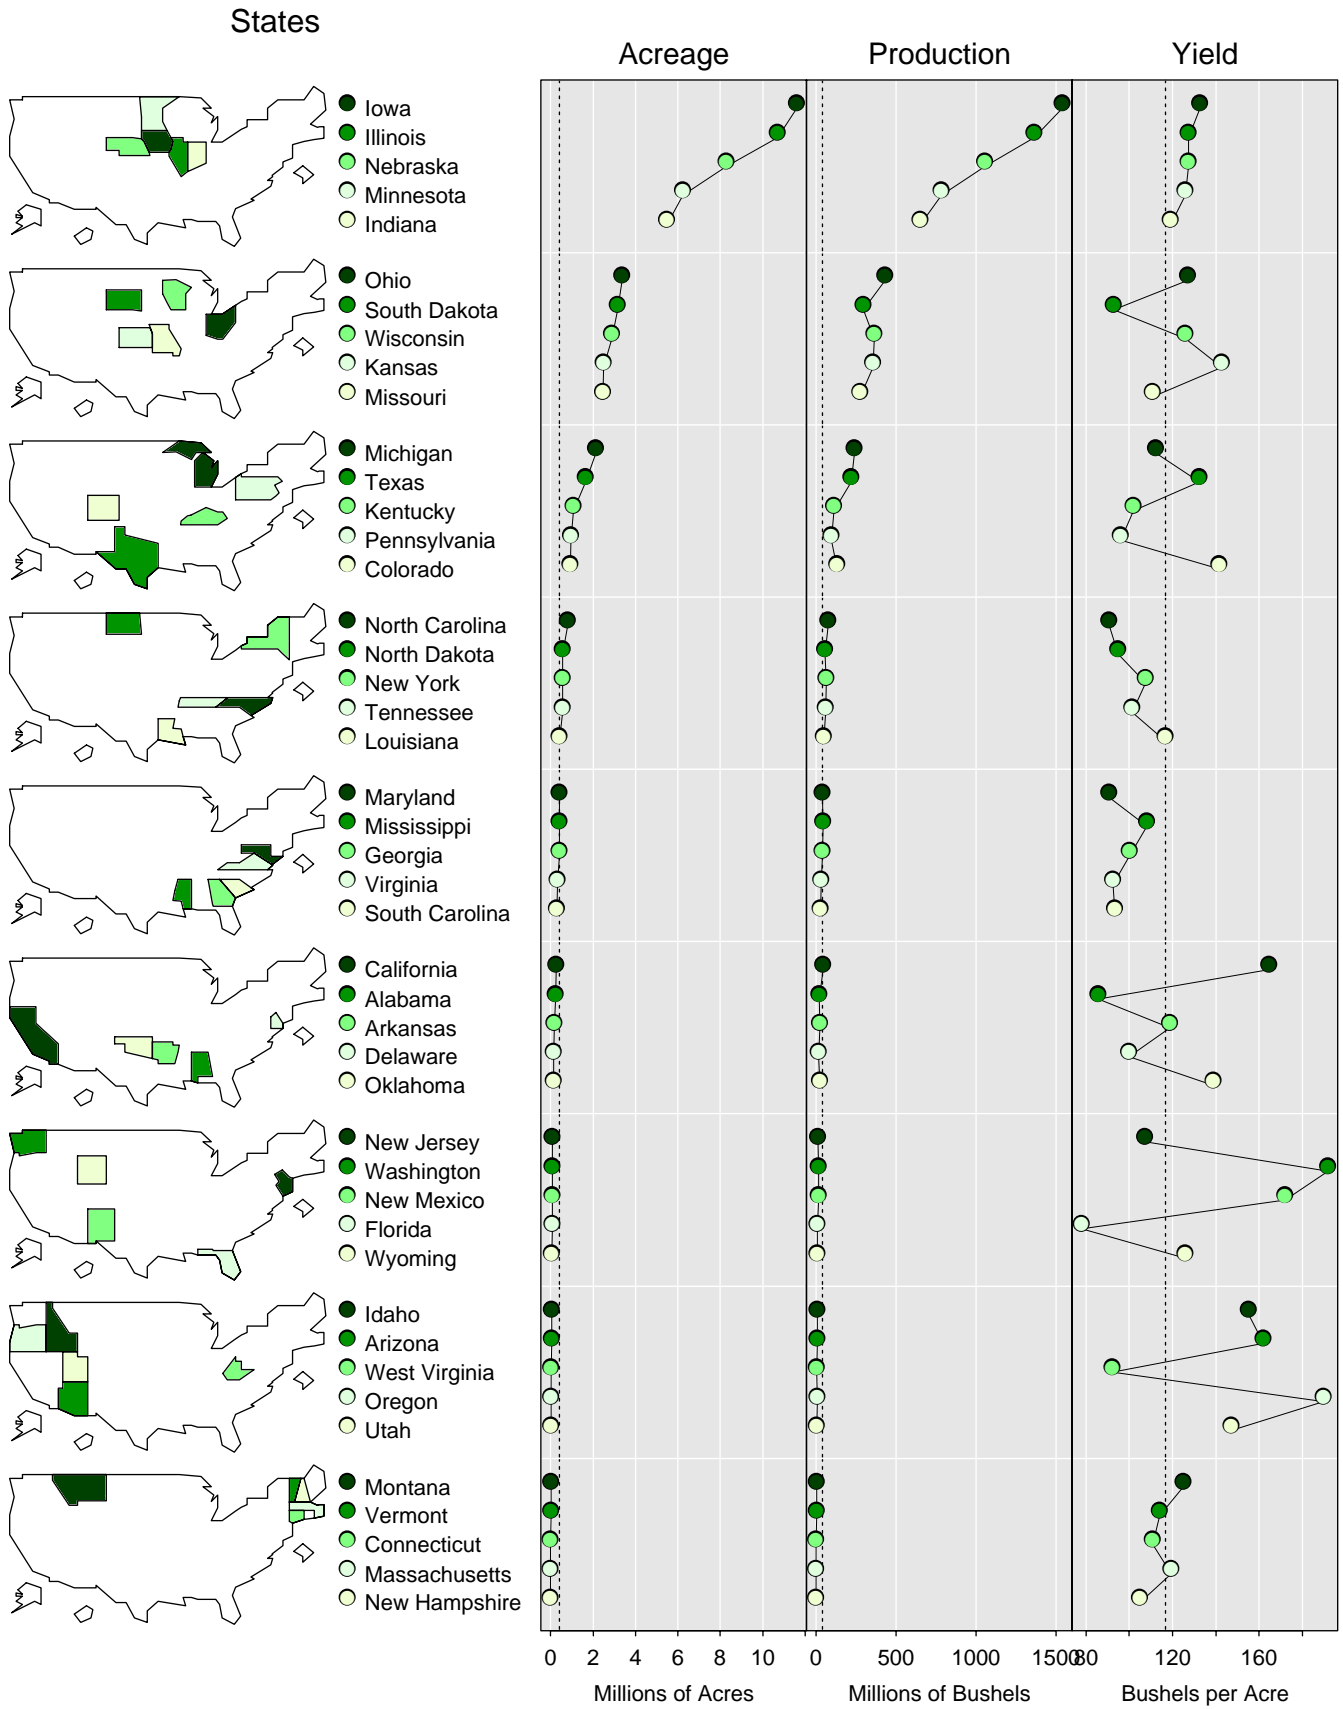 States
Acreage Production Yield
Iowa
Illinois
Nebraska
Minnesota
Indiana
Ohio
South Dakota
Wisconsin
Kansas
Missouri
Michigan
Texas
Kentucky
Pennsylvania
Colorado
North Carolina
North Dakota
New York
Tennessee
Louisiana
Maryland
Mississippi
Georgia
Virginia
South Carolina
California
Alabama
Arkansas
Delaware
Oklahoma
New Jersey
Washington
New Mexico
Florida
Wyoming
Idaho
Arizona
West Virginia
Oregon
Utah
Montana
Vermont
Connecticut
Massachusetts
New Hampshire
0 2 4 6 8 10 0 500 1000 1500 80 120 160
Millions of Acres Millions of Bushels Bushels per Acre